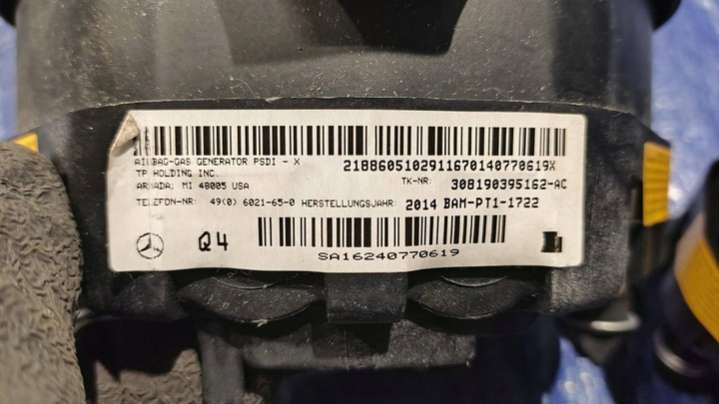 AIRBAG-GAS GENERATOR PSDI - X
2188605102911670140770619X
TP HOLDING INC.
TK-NR: 308190395162-AC
ARMADA, MI 48005 USA
TELEFON-NR: 49(0) 6021-65-0 HERSTELLUNGSJAHR: 2014 BAM-PT1-1722
Q4
SA16240770619